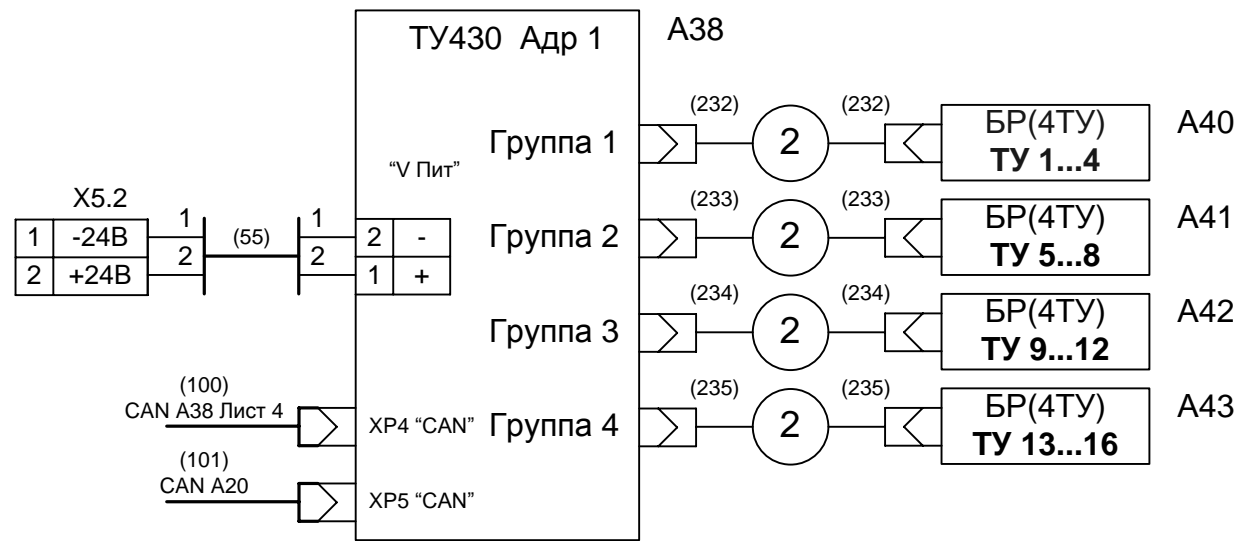 ТУ430 Адр 1
А38
"V Пит"
Х5.2
1 -24В
2 +24В
1
2
(55)
1
2
2 -
1 +
(100)
CAN A38 Лист 4
XP4 "CAN"
(101)
CAN A20
XP5 "CAN"
Группа 1
(232)
2
(232)
БР(4ТУ)
ТУ 1...4
А40
Группа 2
(233)
2
(233)
БР(4ТУ)
ТУ 5...8
А41
Группа 3
(234)
2
(234)
БР(4ТУ)
ТУ 9...12
А42
Группа 4
(235)
2
(235)
БР(4ТУ)
ТУ 13...16
А43